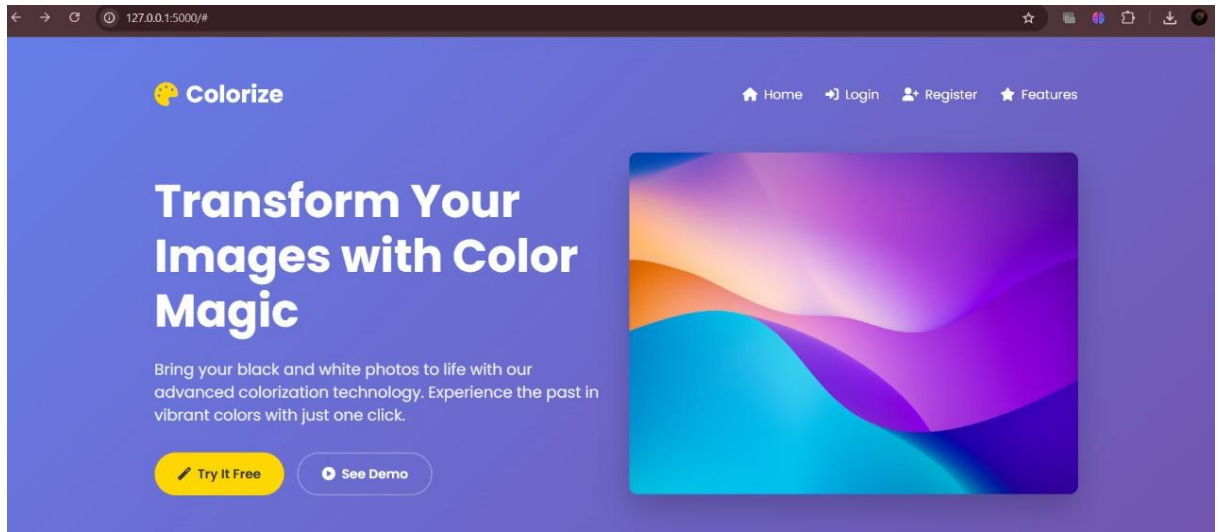 127.0.0.1:5000/#
Colorize
Home Login Register Features
Transform Your
Images with Color
Magic
Bring your black and white photos to life with our
advanced colorization technology. Experience the past in
vibrant colors with just one click.
Try It Free See Demo